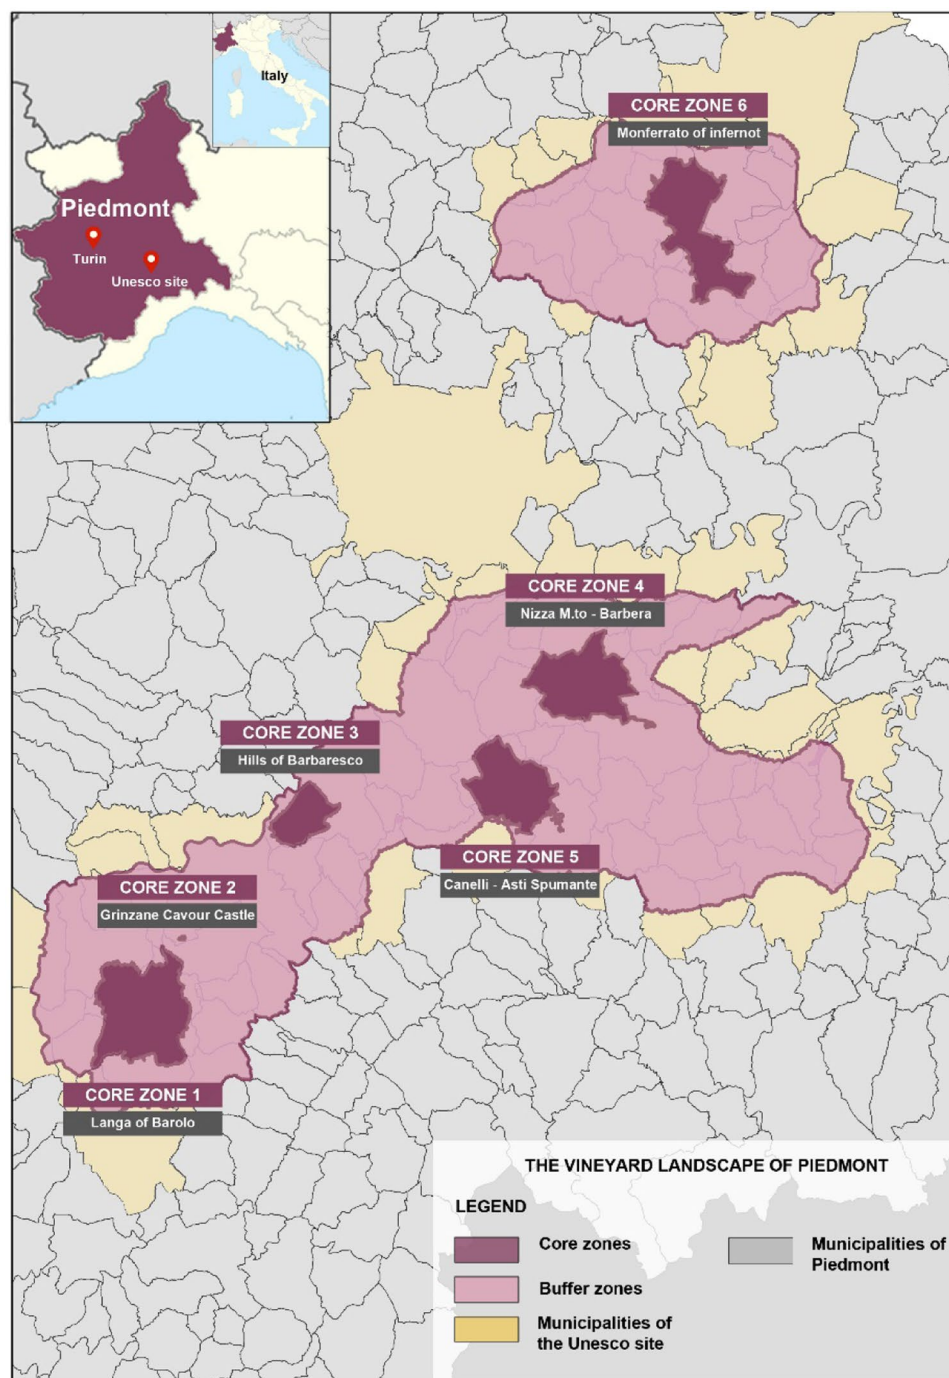 Italy
Piedmont
Turin
Unesco site
CORE ZONE 6
Monferrato of infernot
CORE ZONE 4
Nizza M.to - Barbera
CORE ZONE 3
Hills of Barbaresco
CORE ZONE 5
Canelli - Asti Spumante
CORE ZONE 2
Grinzane Cavour Castle
CORE ZONE 1
Langa of Barolo
THE VINEYARD LANDSCAPE OF PIEDMONT
LEGEND
Core zones
Buffer zones
Municipalities of
the Unesco site
Municipalities of
Piedmont